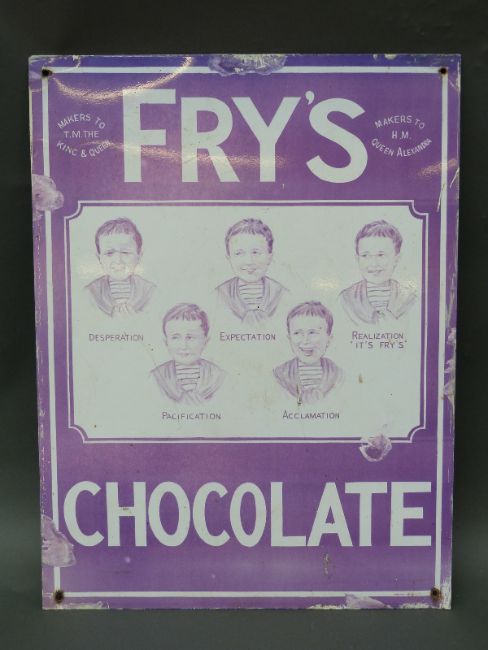 FRY'S
MAKERS TO
T.M. THE
KING & QUEEN
MAKERS TO
H.M.
QUEEN ALEXANDRA
DESPERATION
EXPECTATION
REALIZATION
"IT'S FRY'S"
PACIFICATION
ACCLAMATION
CHOCOLATE